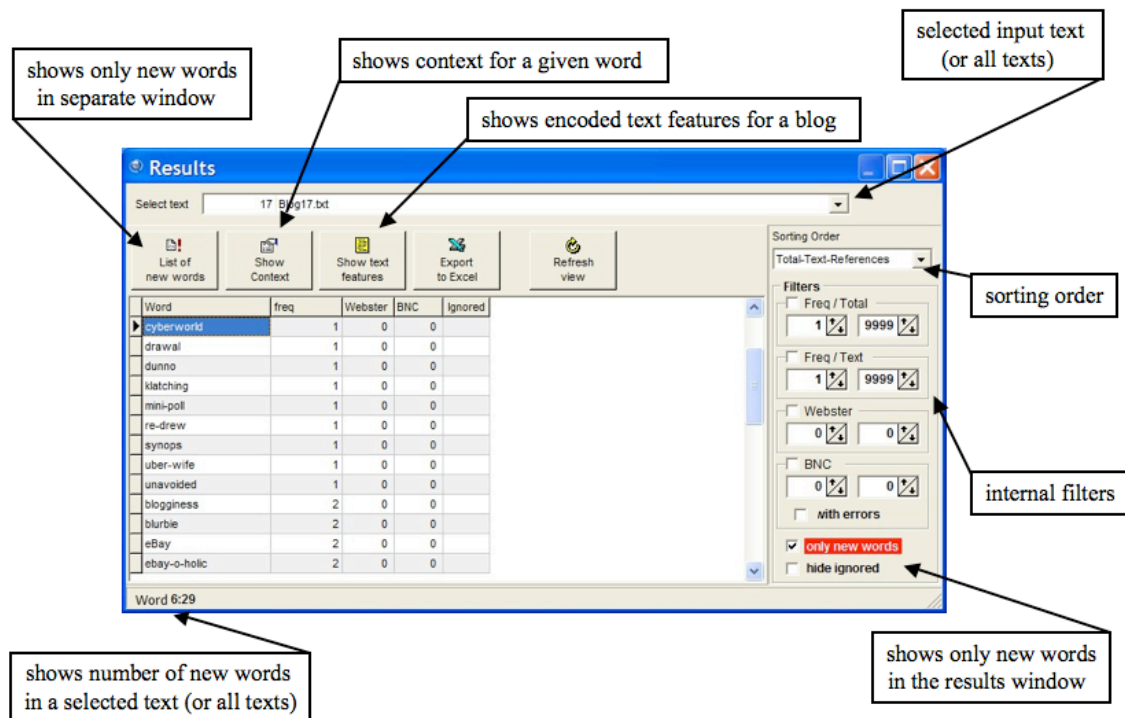 selected input text
(or all texts)
shows context for a given word
shows only new words
in separate window
shows encoded text features for a blog
Results
Select text 17 Blog17.txt
List of
new words
Show
Context
Show text
features
Export
to Excel
Refresh
view
Sorting Order
Total-Text-References
sorting order
Filters
Freq / Total
1 9999
Freq / Text
1 9999
Webster
0 0
BNC
0 0
with errors
only new words
hide ignored
internal filters
Word freq Webster BNC Ignored
cyberworld 1 0 0
drawal 1 0 0
dunno 1 0 0
klatching 1 0 0
mini-poll 1 0 0
re-drew 1 0 0
synops 1 0 0
uber-wife 1 0 0
unavoided 1 0 0
blogginess 2 0 0
blurbie 2 0 0
eBay 2 0 0
ebay-o-holic 2 0 0
Word 6:29
shows number of new words
in a selected text (or all texts)
shows only new words
in the results window